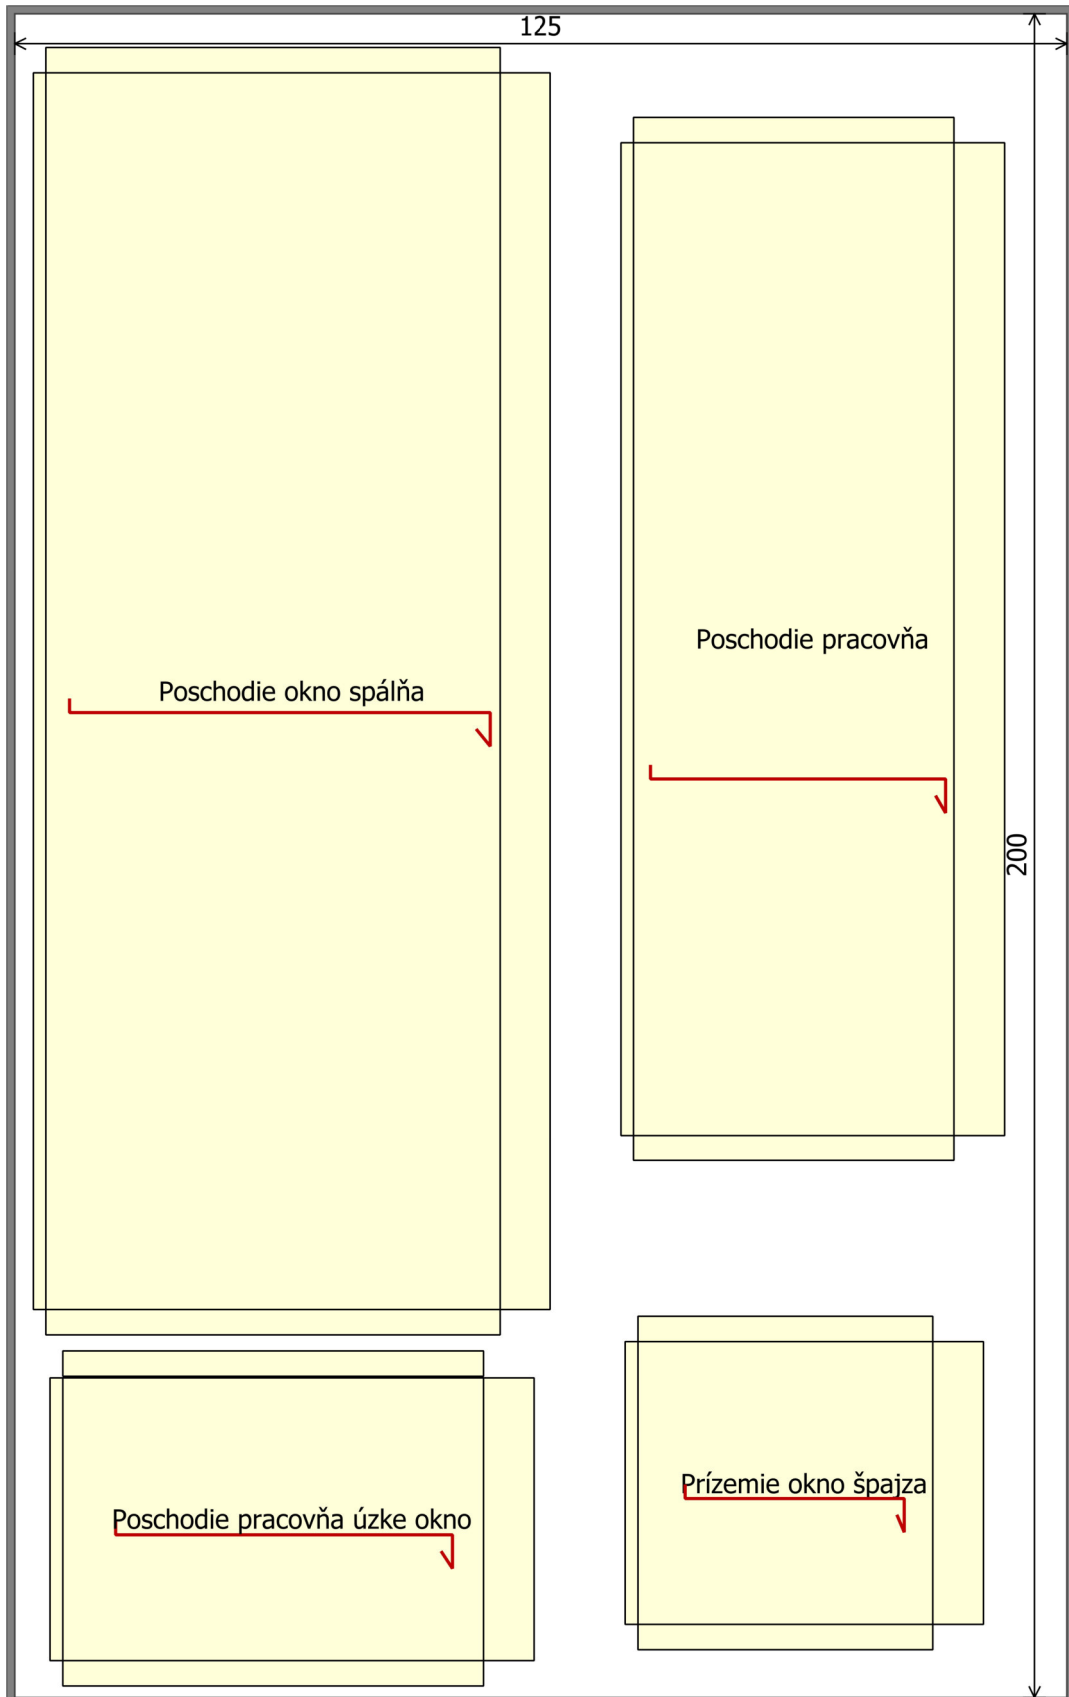 125
Poschodie pracovňa
Poschodie okno spálňa
200
Prízemie okno špajza
Poschodie pracovňa úzke okno